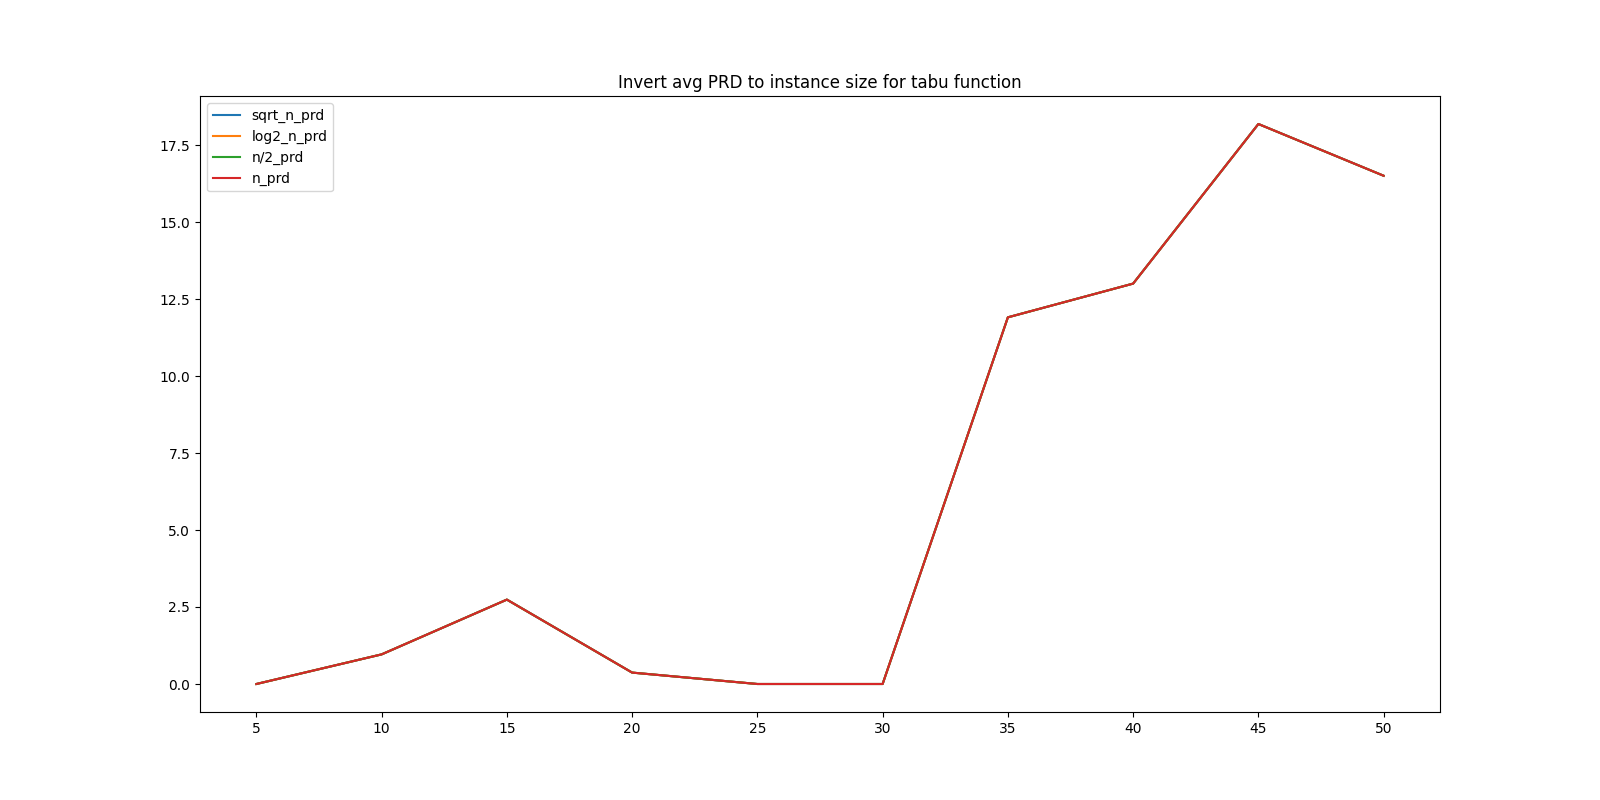 Invert avg PRD to instance size for tabu function
sqrt_n_prd
log2_n_prd
n/2_prd
n_prd
17.5
15.0
12.5
10.0
7.5
5.0
2.5
0.0
5 10 15 20 25 30 35 40 45 50